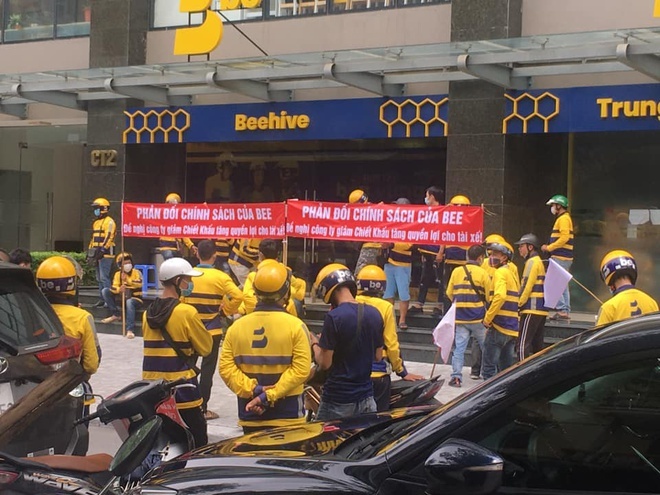 Beehive
Trung
CT2
PHẢN ĐỐI CHÍNH SÁCH CỦA BEE
Đề nghị công ty giảm Chiết Khấu tăng quyền lợi cho tài xế
PHẢN ĐỐI CHÍNH SÁCH CỦA BEE
Đề nghị công ty giảm Chiết Khấu tăng quyền lợi cho tài xế!
be
be